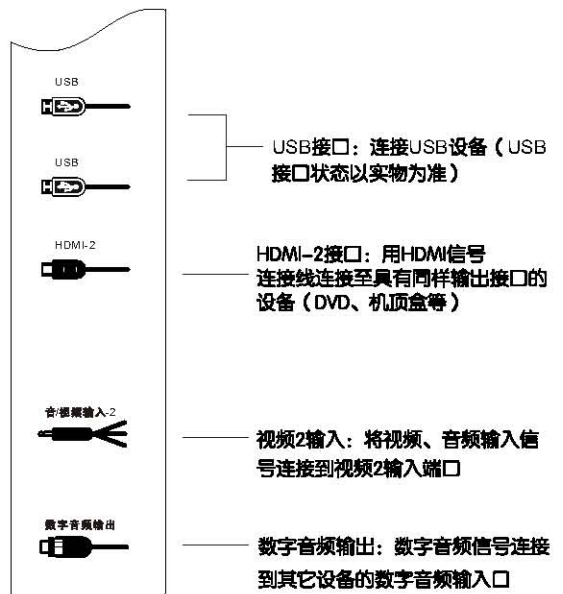 USB
USB
USB接口：连接USB设备（USB
接口状态以实物为准）
HDMI-2
HDMI-2接口：用HDMI信号
连接线连接至具有同样输出接口的
设备（DVD、机顶盒等）
音/视频输入-2
视频2输入：将视频、音频输入信
号连接到视频2输入端口
数字音频输出
数字音频输出：数字音频信号连接
到其它设备的数字音频输入口